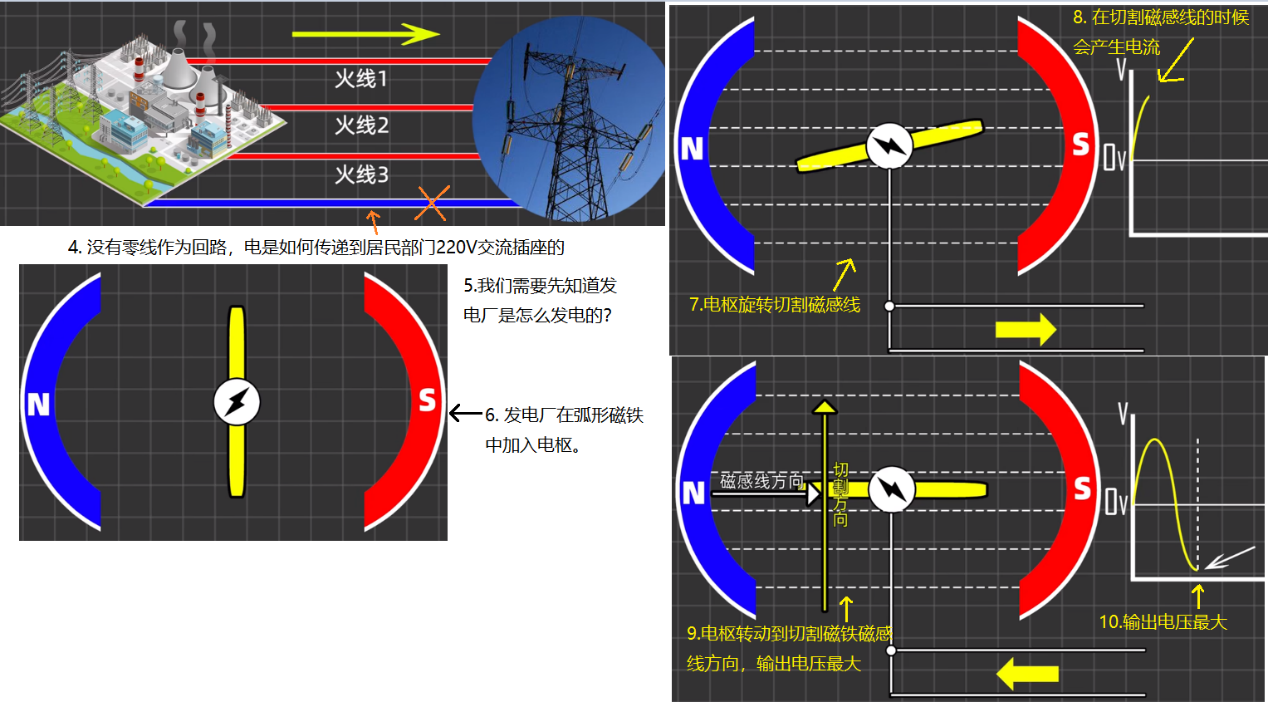 火线1
火线2
火线3
4. 没有零线作为回路，电是如何传递到居民部门220V交流插座的
5.我们需要先知道发
电厂是怎么发电的?
N
S
6. 发电厂在弧形磁铁
中加入电枢。
8. 在切割磁感线的时候
会产生电流
V
0v
N
S
7.电枢旋转切割磁感线
N
磁感线方向
切割方向
S
V
0v
9.电枢转动到切割磁铁磁感
线方向，输出电压最大
10.输出电压最大